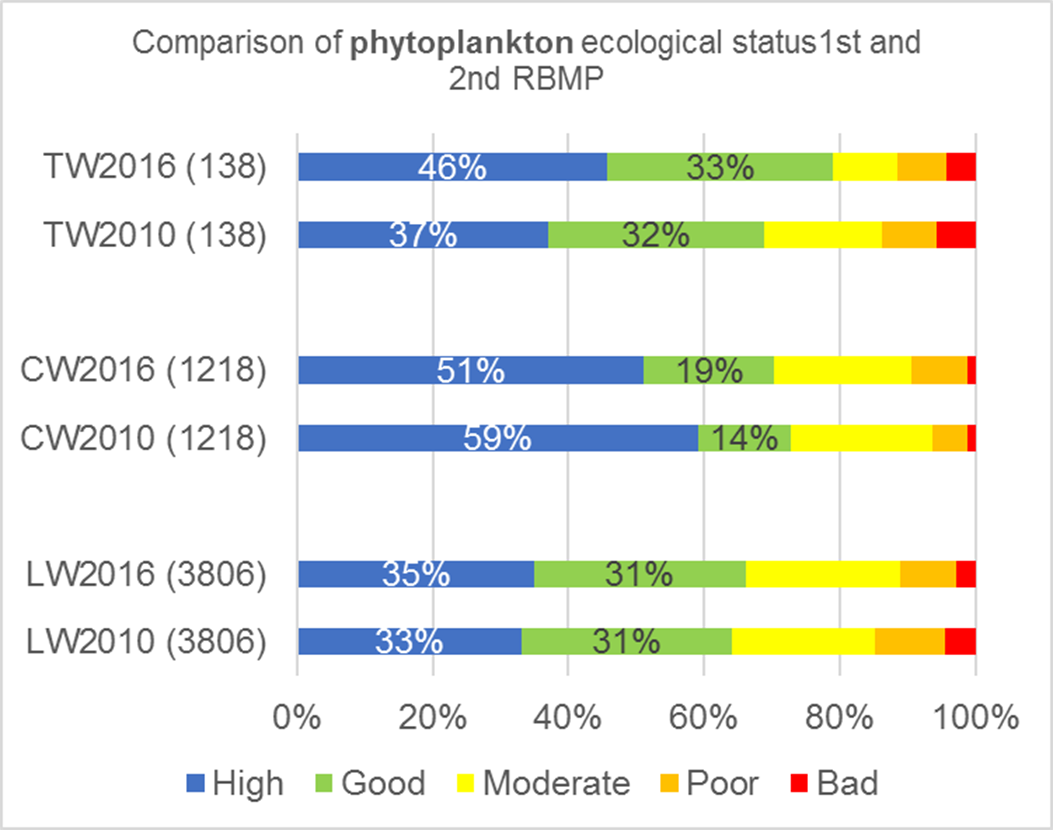 Comparison of phytoplankton ecological status1st and
2nd RBMP
TW2016 (138)
46%
33%
TW2010 (138)
37%
32%
CW2016 (1218)
51%
19%
CW2010 (1218)
59%
14%
LW2016 (3806)
35%
31%
LW2010 (3806)
33%
31%
0%
20%
40%
60%
80%
100%
High
Good
Moderate
Poor
Bad